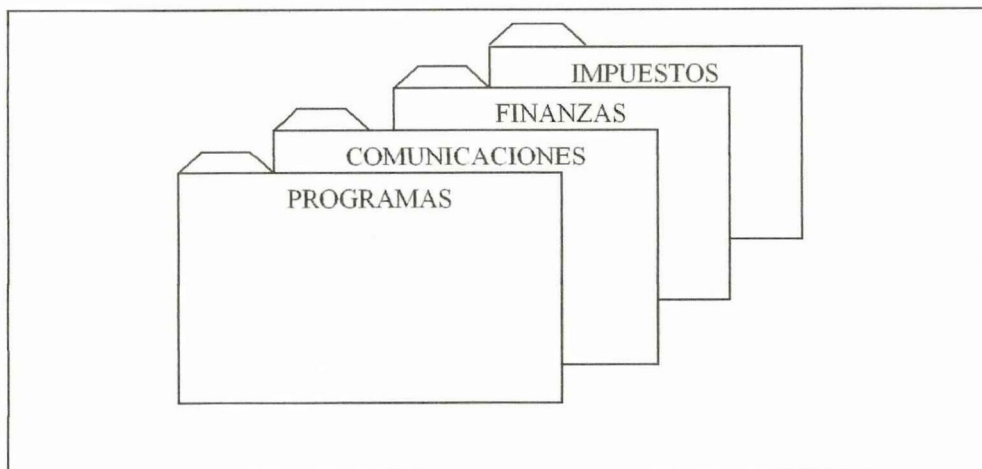 IMPUESTOS
FINANZAS
COMUNICACIONES
PROGRAMAS